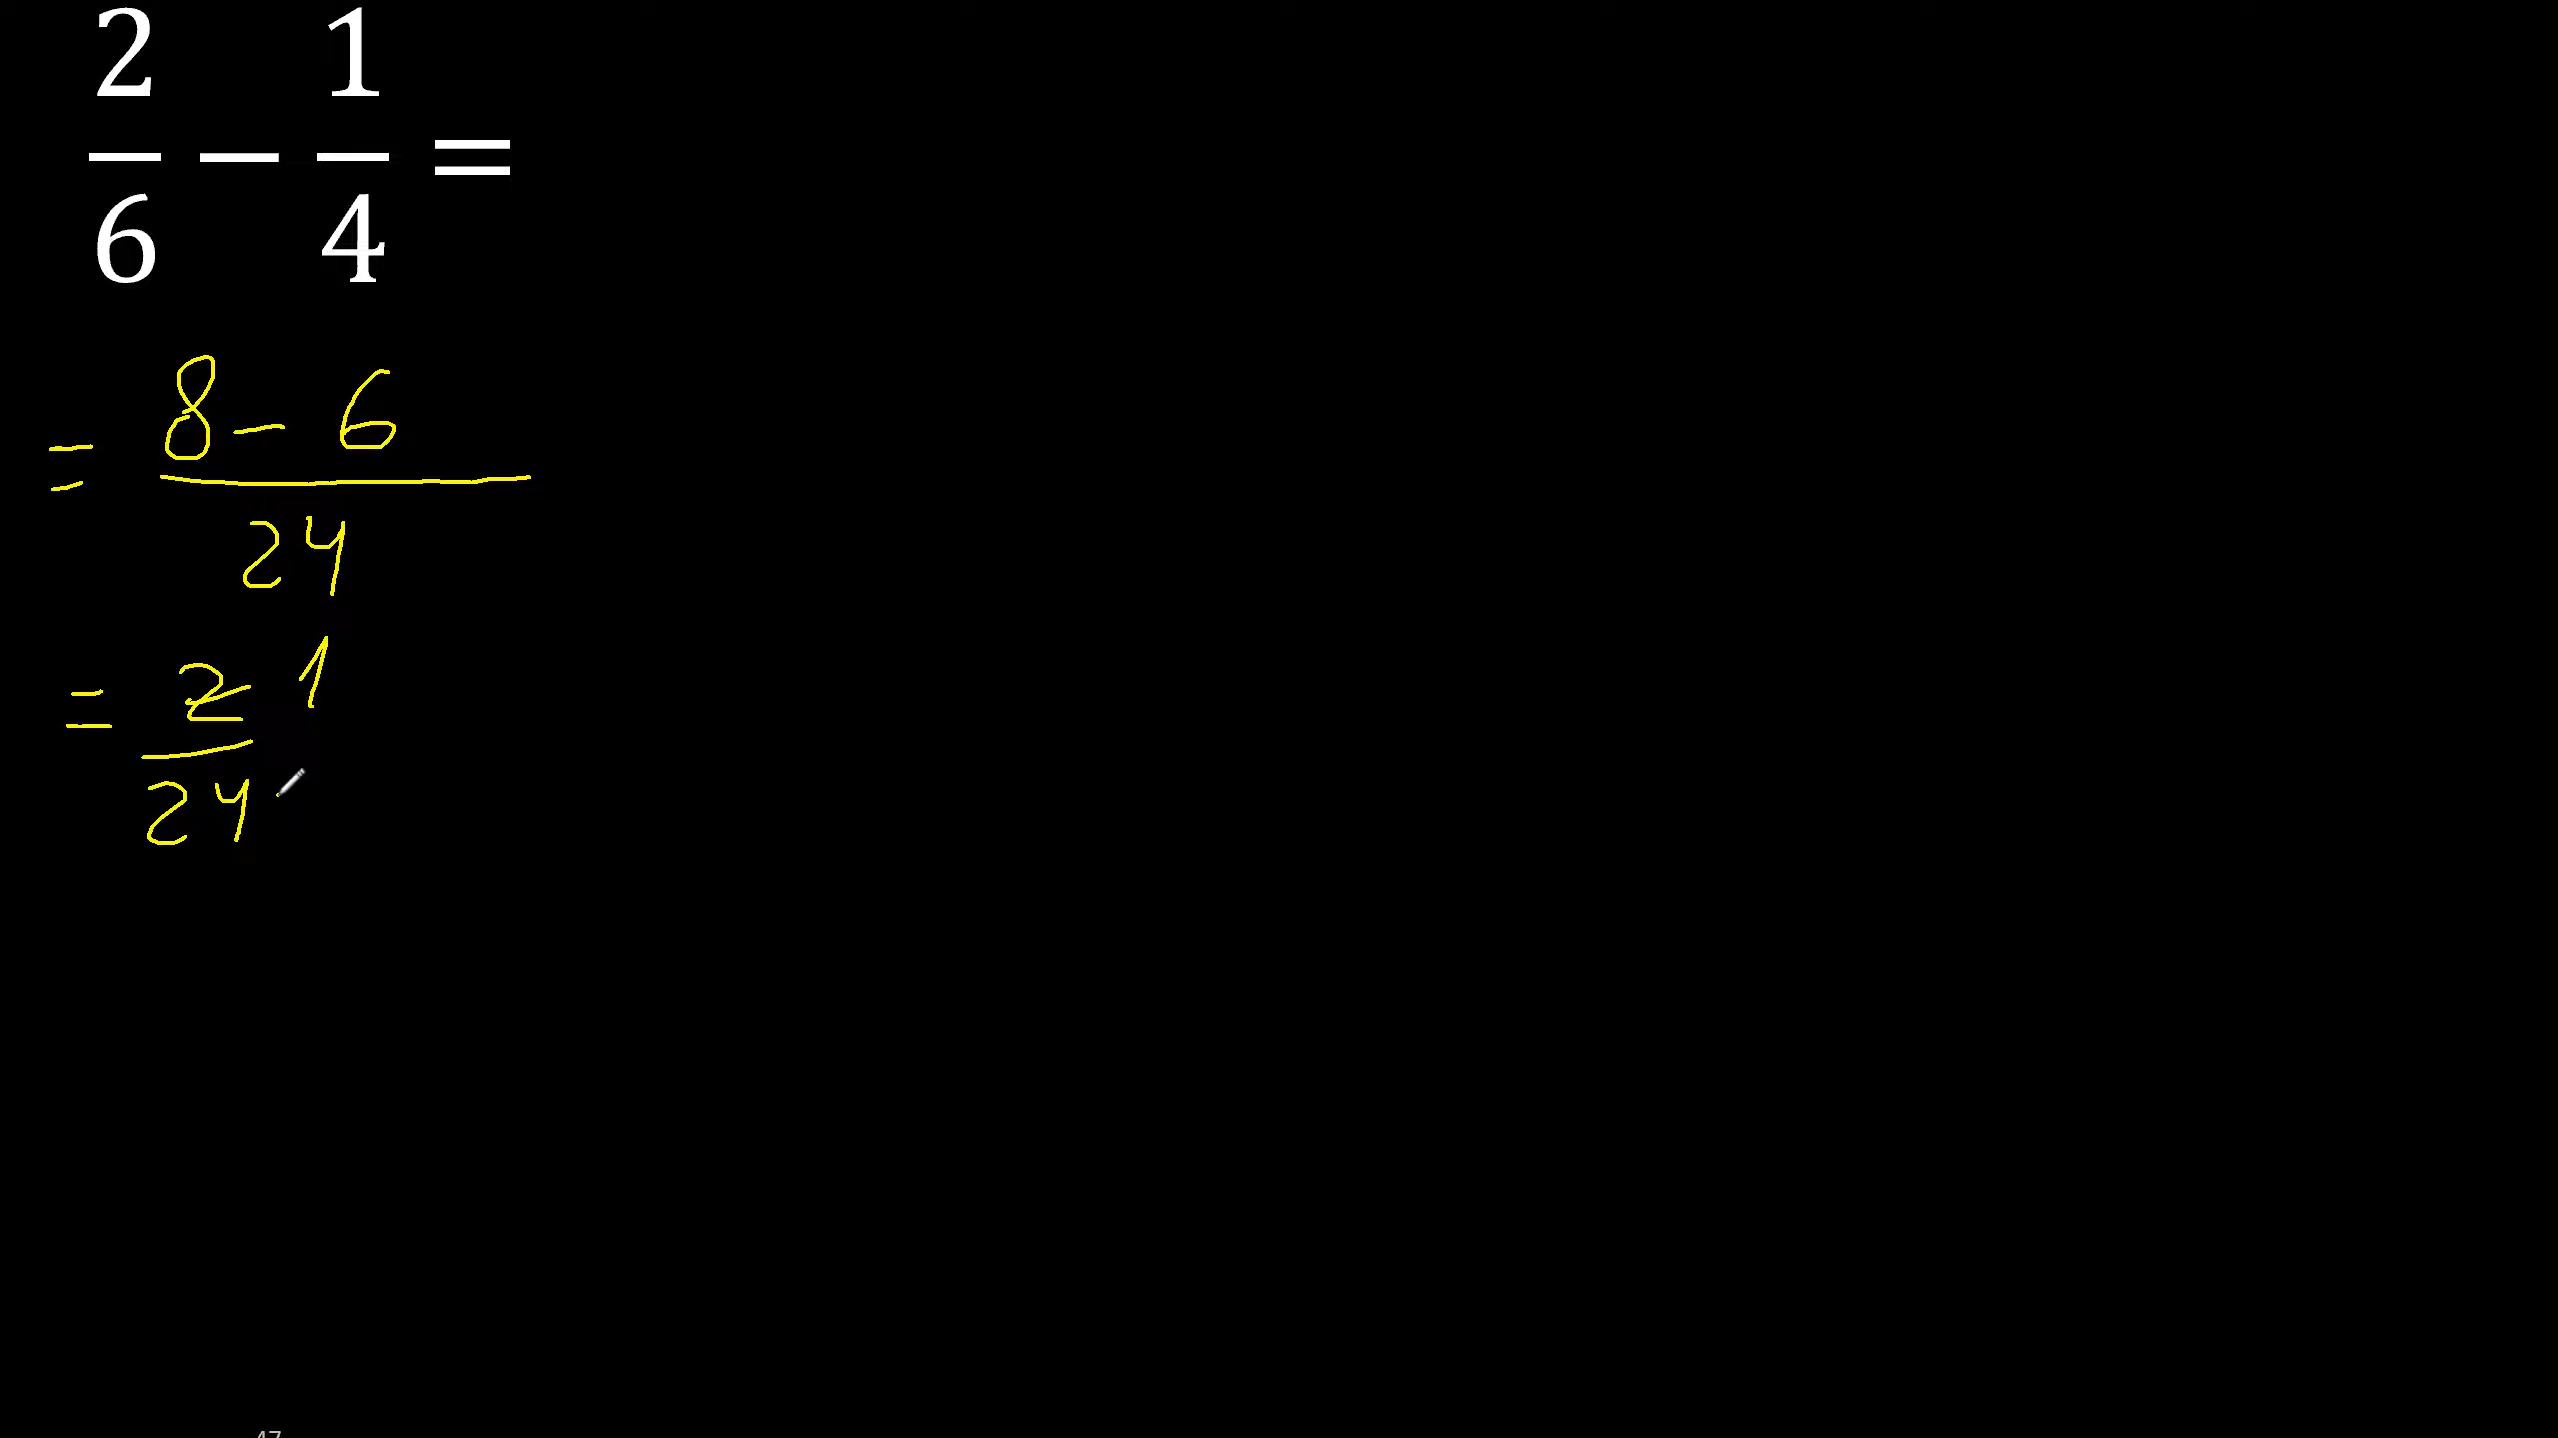 2/6 − 1/4 =
= 8 − 6 / 24
= 2 1 / 24